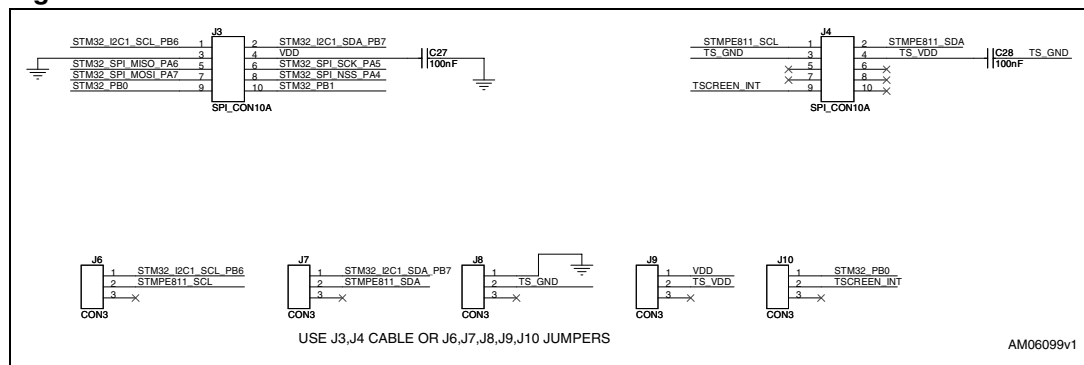 J3
STM32_I2C1_SCL_PB6 1 2 STM32_I2C1_SDA_PB7
3 4 VDD
STM32_SPI_MISO_PA6 5 6 STM32_SPI_SCK_PA5
STM32_SPI_MOSI_PA7 7 8 STM32_SPI_NSS_PA4
STM32_PB0 9 10 STM32_PB1
SPI_CON10A
C27
100nF
J4
STMPE811_SCL 1 2 STMPE811_SDA
TS_GND 3 4 TS_VDD
5 6
7 8
TSCREEN_INT 9 10
SPI_CON10A
C28 TS_GND
100nF
J6
1 STM32_I2C1_SCL_PB6
2 STMPE811_SCL
3
CON3
J7
1 STM32_I2C1_SDA_PB7
2 STMPE811_SDA
3
CON3
J8
1
2 TS_GND
3
CON3
J9
1 VDD
2 TS_VDD
3
CON3
J10
1 STM32_PB0
2 TSCREEN_INT
3
CON3
USE J3,J4 CABLE OR J6,J7,J8,J9,J10 JUMPERS
AM06099v1